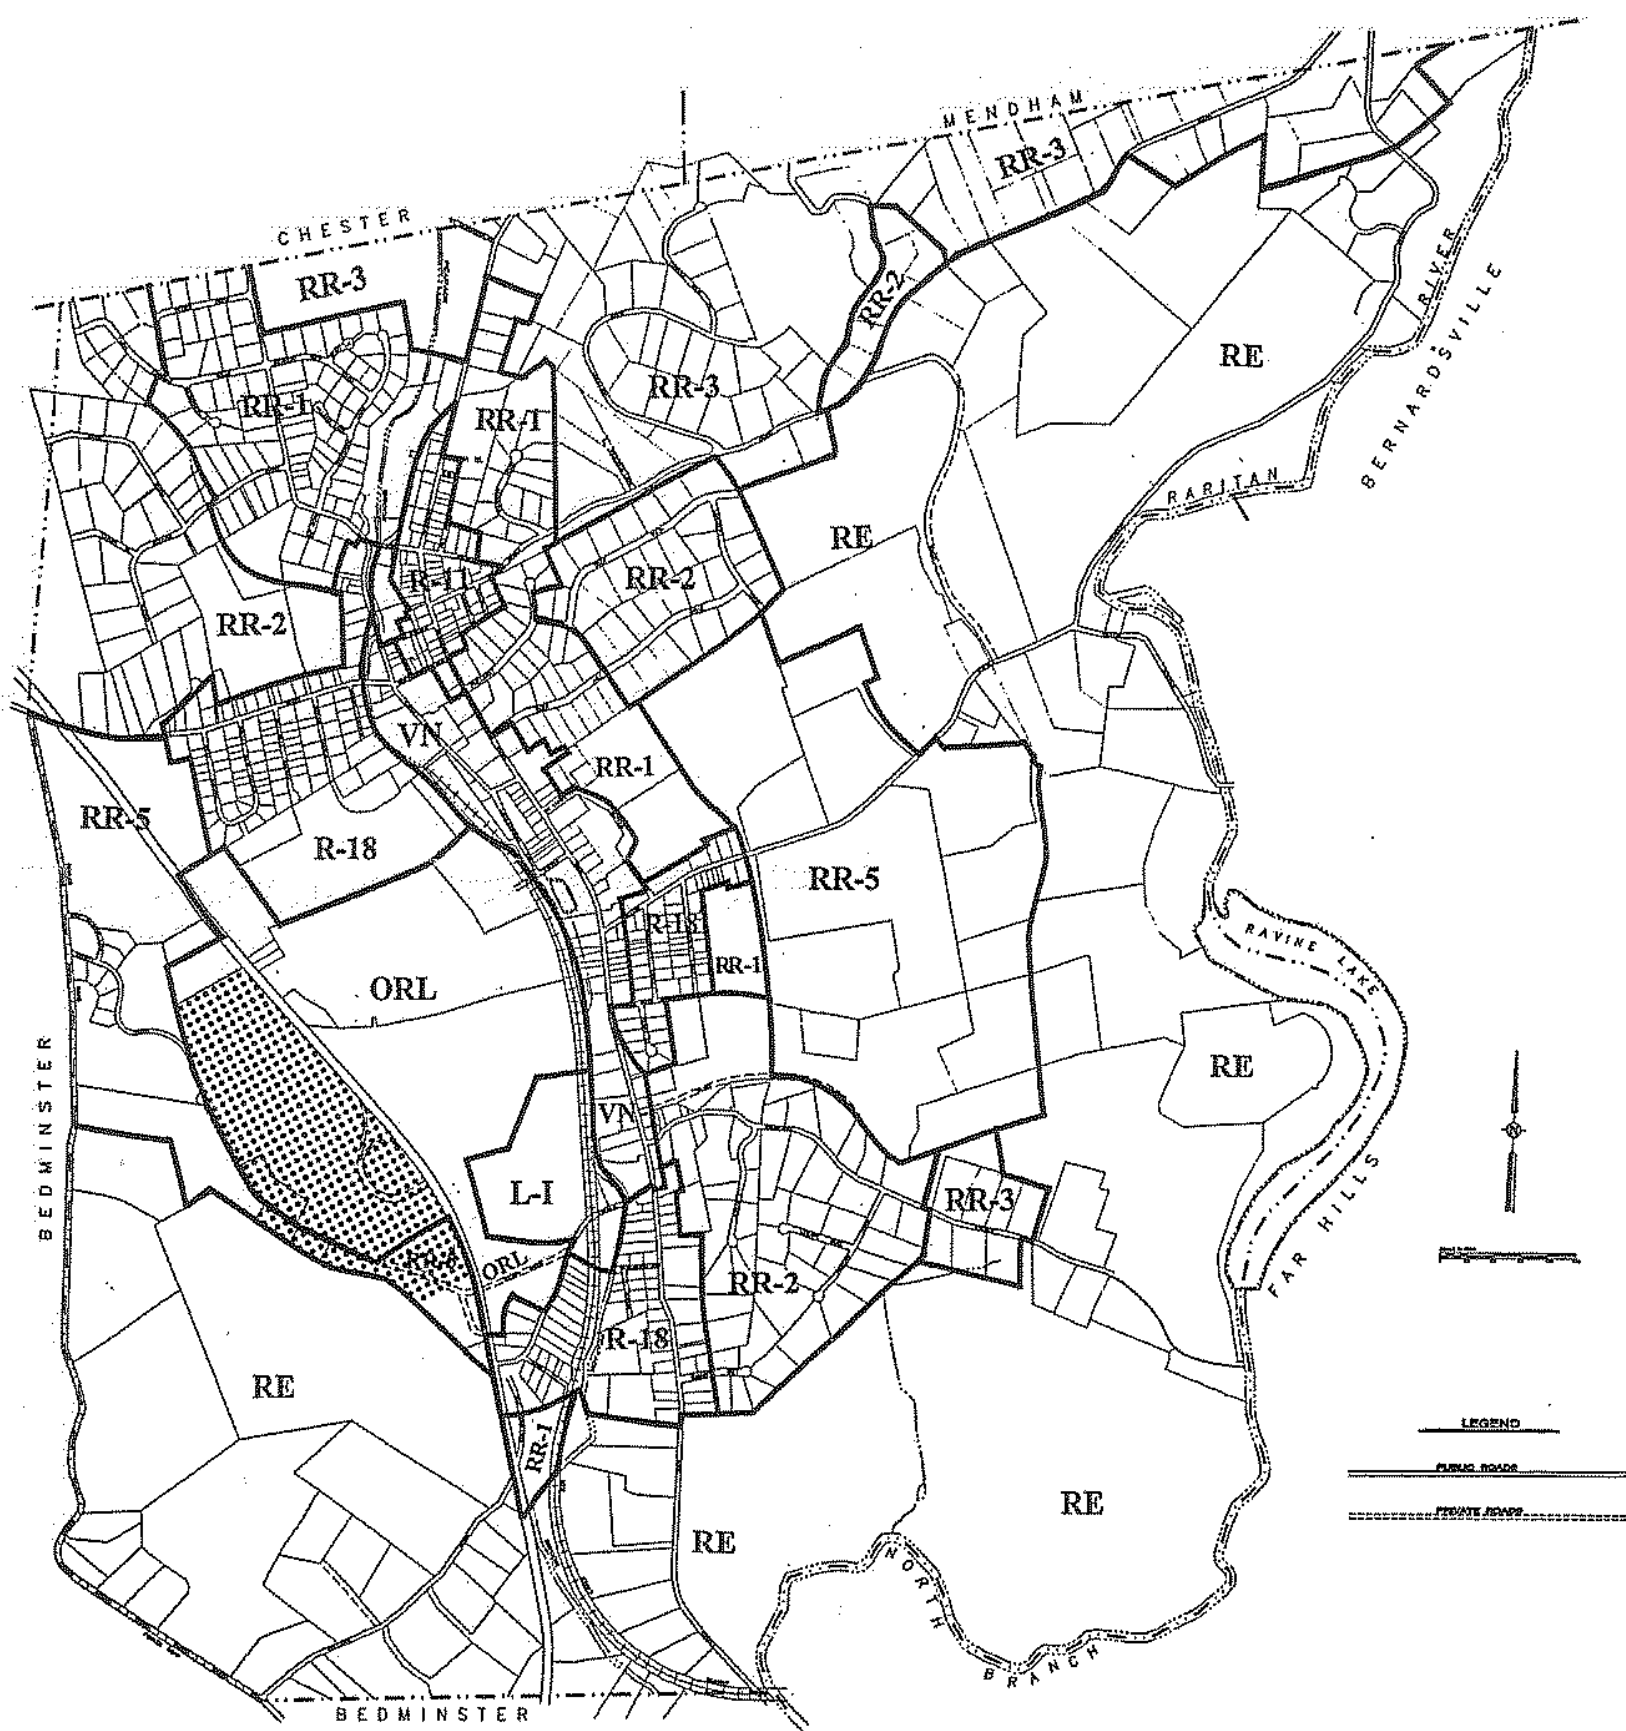 MENDHAM
RR-3
CHESTER
RR-3
RR-2
RIVER
BERNARDSVILLE
RE
RR-3
RR-1
RR-1
RARITAN
RE
R-11
RR-2
RR-2
VN
RR-1
RR-5
R-18
RR-5
R-18
RAVINE LAKE
RR-1
ORL
BEDMINSTER
RE
VN
L-I
RR-3
FAR HILLS
ORL
RR-2
R-18
RE
LEGEND
RR-1
PUBLIC ROADS
RE
PRIVATE ROADS
RE
NORTH
BRANCH
BEDMINSTER
N